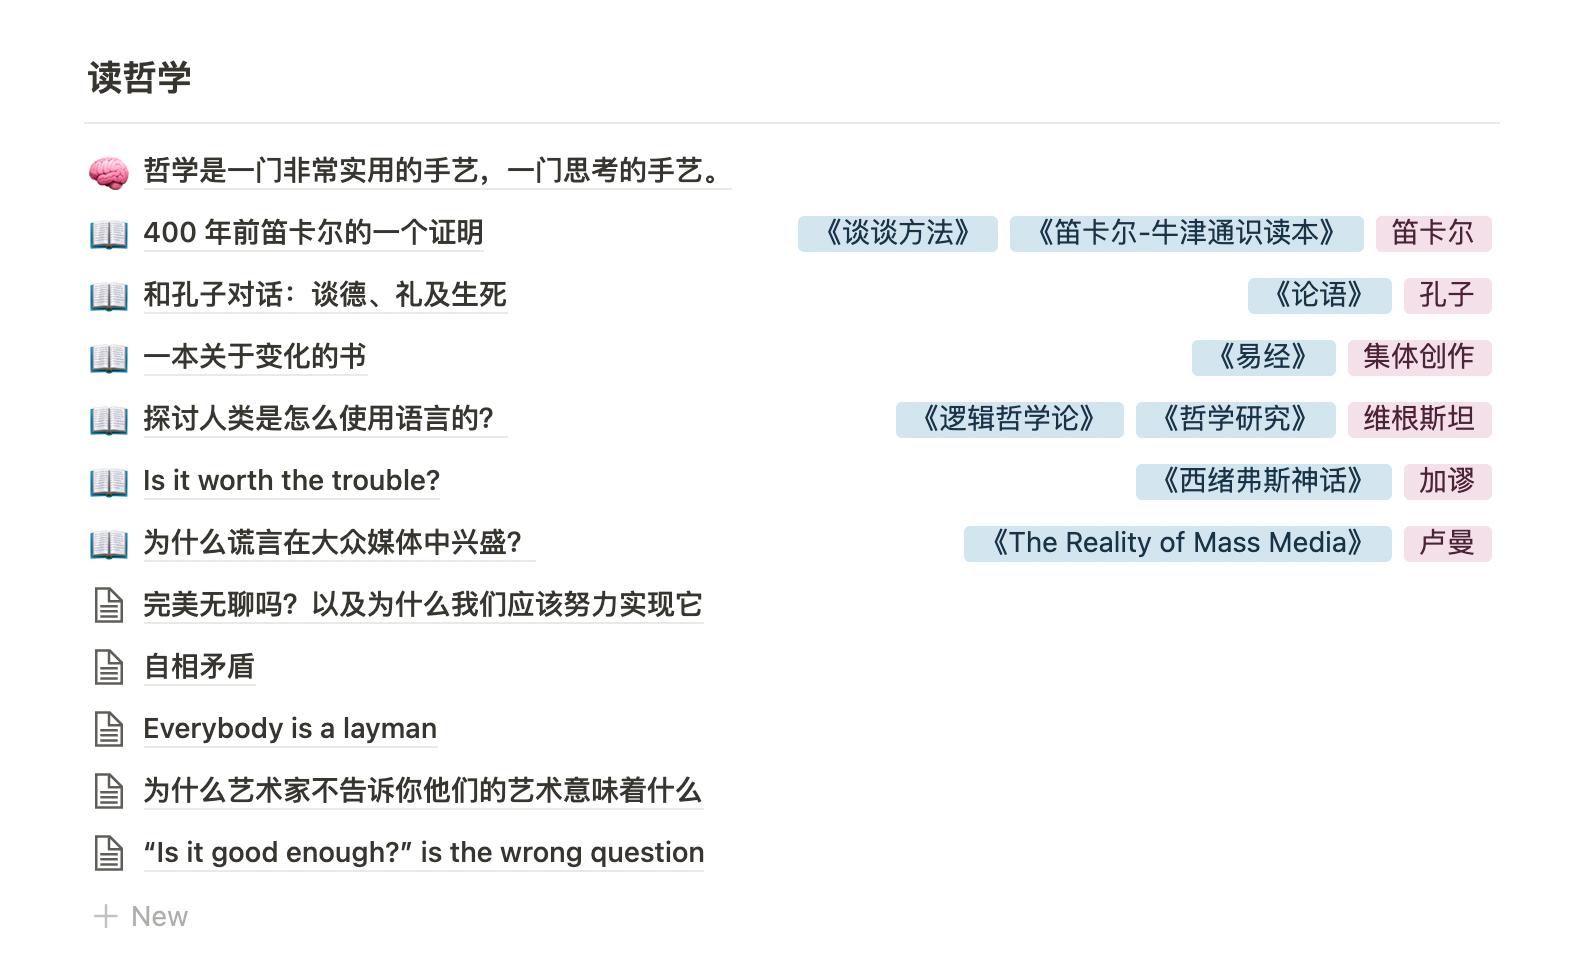 读哲学
哲学是一门非常实用的手艺，一门思考的手艺。
400 年前笛卡尔的一个证明 《谈谈方法》 《笛卡尔-牛津通识读本》 笛卡尔
和孔子对话：谈德、礼及生死 《论语》 孔子
一本关于变化的书 《易经》 集体创作
探讨人类是怎么使用语言的？ 《逻辑哲学论》 《哲学研究》 维根斯坦
Is it worth the trouble? 《西绪弗斯神话》 加谬
为什么谎言在大众媒体中兴盛？ 《The Reality of Mass Media》 卢曼
完美无聊吗？以及为什么我们应该努力实现它
自相矛盾
Everybody is a layman
为什么艺术家不告诉你他们的艺术意味着什么
“Is it good enough?” is the wrong question
New